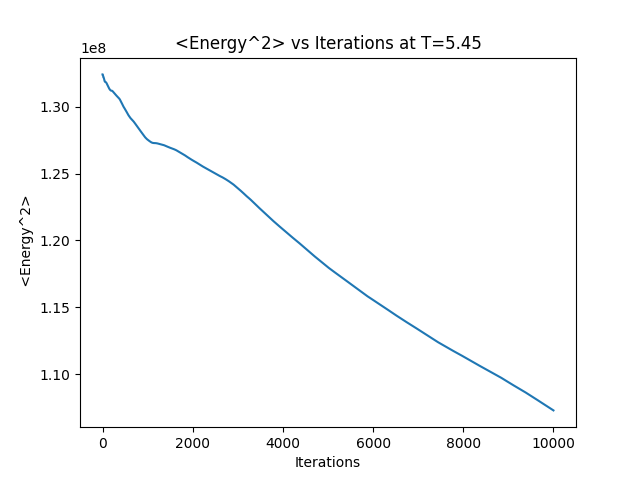 <Energy^2> vs Iterations at T=5.45
1e8
1.30
1.25
1.20
1.15
1.10
<Energy^2>
0 2000 4000 6000 8000 10000
Iterations